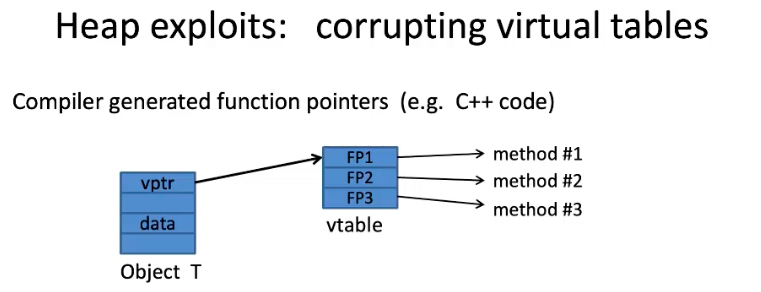 Heap exploits: corrupting virtual tables
Compiler generated function pointers (e.g. C++ code)
vptr
data
Object T
FP1
FP2
FP3
vtable
method #1
method #2
method #3